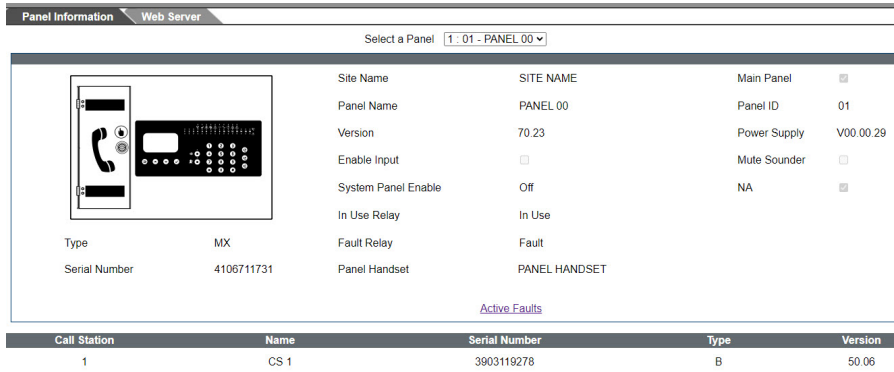 Panel Information Web Server
Select a Panel 1 : 01 - PANEL 00
Site Name SITE NAME Main Panel
Panel Name PANEL 00 Panel ID 01
Version 70.23 Power Supply V00.00.29
Enable Input Mute Sounder
System Panel Enable Off NA
In Use Relay In Use
Type MX Fault Relay Fault
Serial Number 4106711731 Panel Handset PANEL HANDSET
Active Faults
Call Station Name Serial Number Type Version
1 CS 1 3903119278 B 50.06